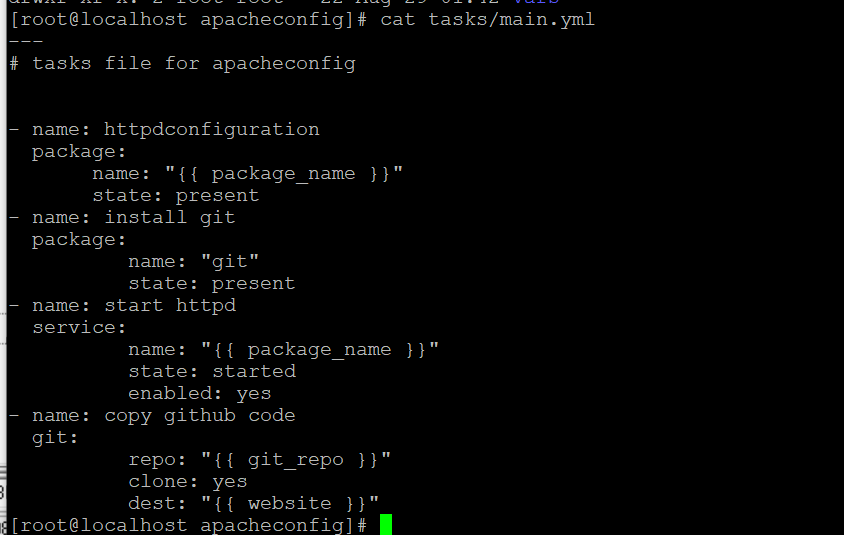 [root@localhost apacheconfig]# cat tasks/main.yml
---
# tasks file for apacheconfig
- name: httpdconfiguration
  package:
       name: "{{ package_name }}"
       state: present
- name: install git
  package:
          name: "git"
          state: present
- name: start httpd
  service:
          name: "{{ package_name }}"
          state: started
          enabled: yes
- name: copy github code
  git:
          repo: "{{ git_repo }}"
          clone: yes
          dest: "{{ website }}"
[root@localhost apacheconfig]#